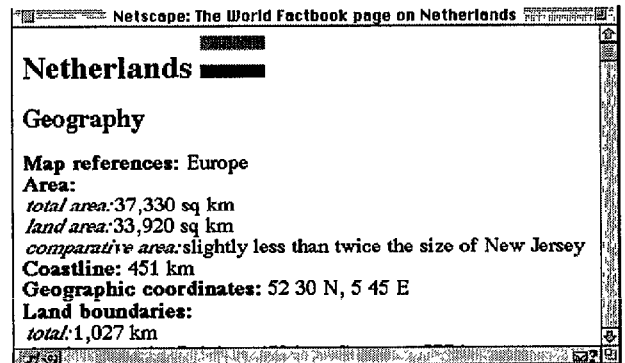 Netscape: The World Factbook page on Netherlands
Netherlands
Geography
Map references: Europe
Area:
total area:37,330 sq km
land area:33,920 sq km
comparative area:slightly less than twice the size of New Jersey
Coastline: 451 km
Geographic coordinates: 52 30 N, 5 45 E
Land boundaries:
total:1,027 km